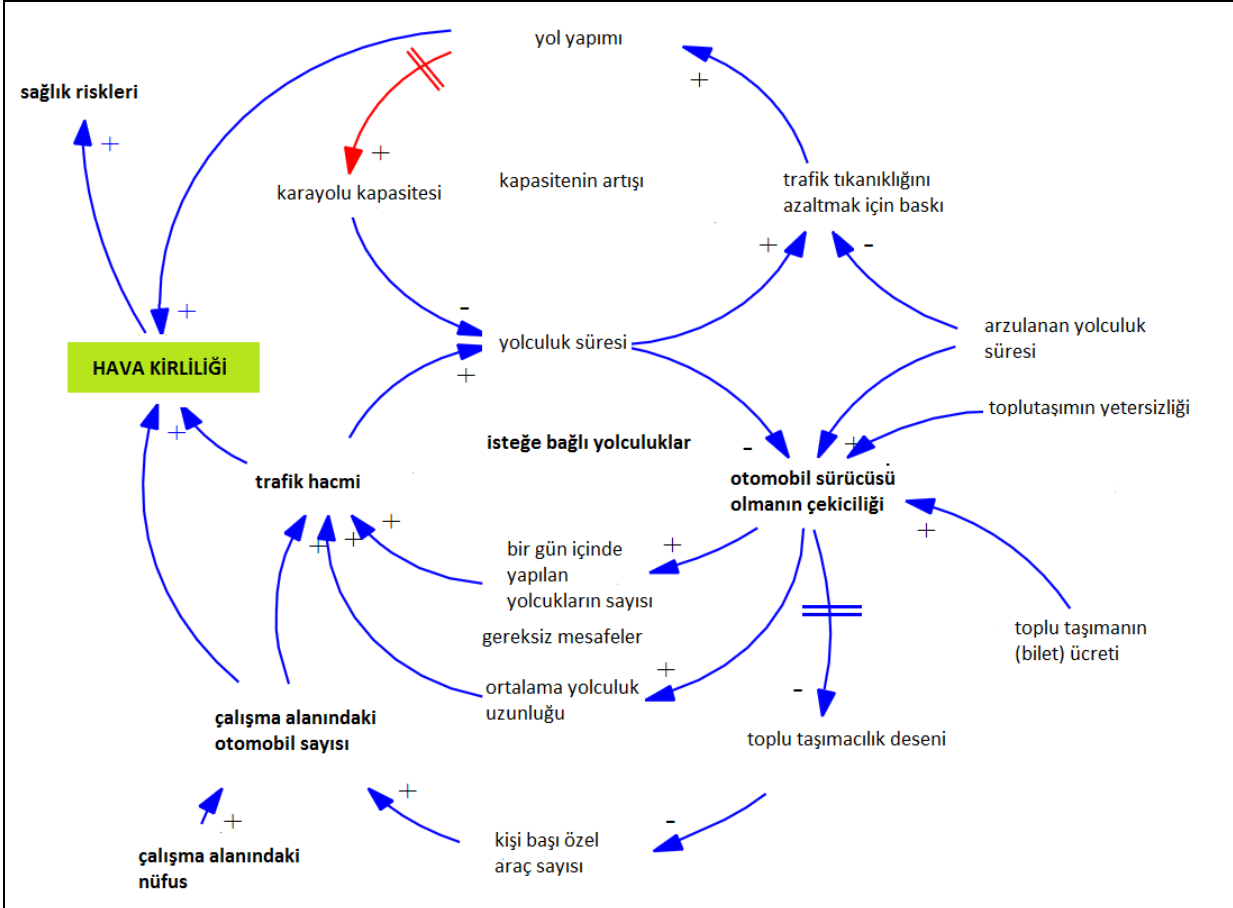 yol yapımı
+
sağlık riskleri
+
+
karayolu kapasitesi
kapasitenin artışı
trafik tıkanıklığını
azaltmak için baskı
+
-
+
-
yolculuk süresi
+
arzulanan yolculuk
süresi
HAVA KİRLİLİĞİ
toplutaşımın yetersizliği
+
isteğe bağlı yolculuklar
-
+
trafik hacmi
otomobil sürücüsü
olmanın çekiciliği
+
+
+
+
+
bir gün içinde
yapılan
yolcukların sayısı
gereksiz mesafeler
toplu taşımanın
(bilet) ücreti
+
ortalama yolculuk
uzunluğu
-
çalışma alanındaki
otomobil sayısı
toplu taşımacılık deseni
+
+
-
kişi başı özel
araç sayısı
çalışma alanındaki
nüfus